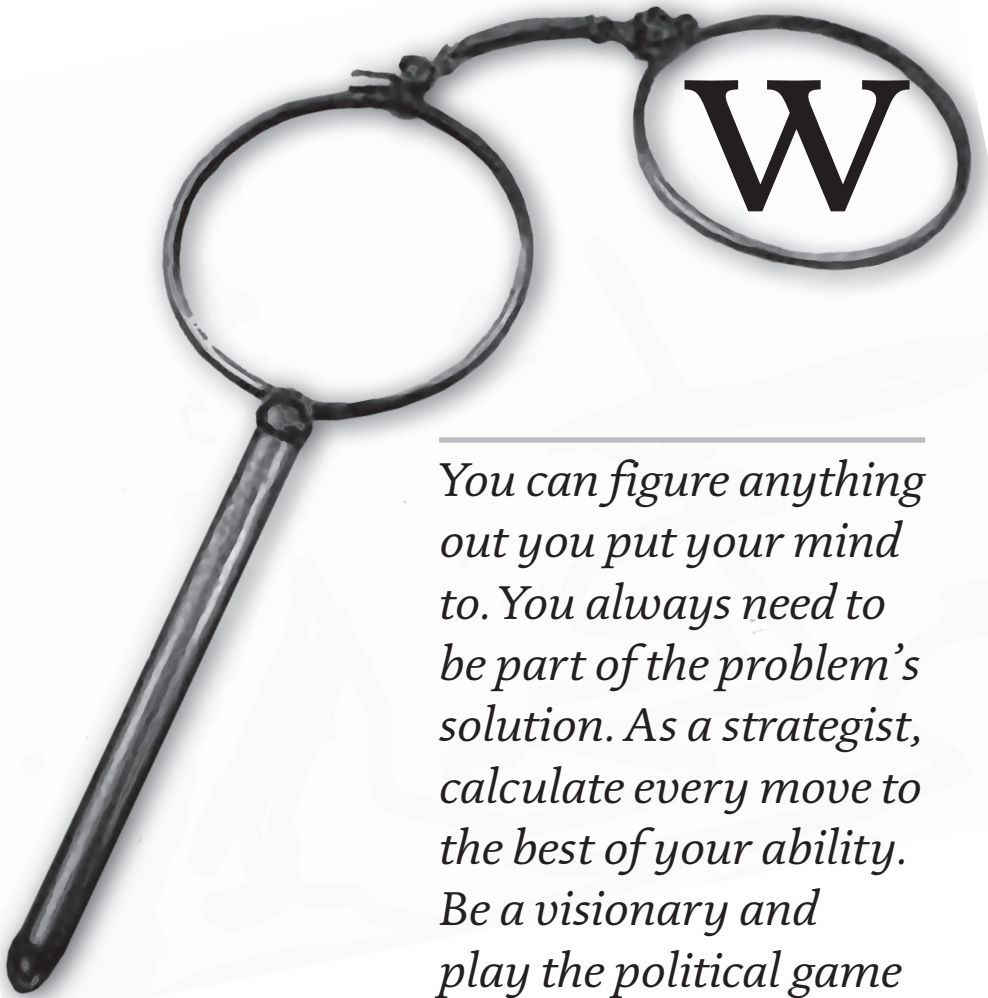 W
You can figure anything
out you put your mind
to. You always need to
be part of the problem’s
solution. As a strategist,
calculate every move to
the best of your ability.
Be a visionary and
play the political game